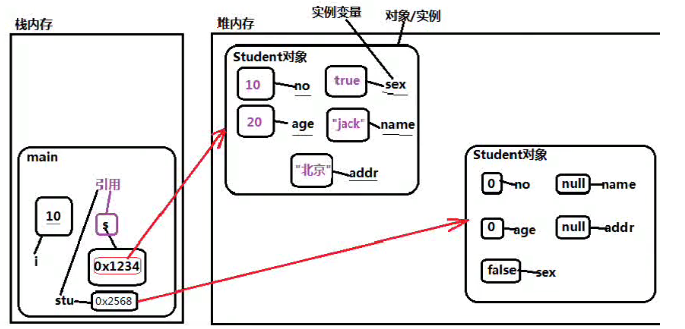 栈内存
堆内存
实例变量
对象/实例
Student对象
10
no
true
sex
20
age
"jack"
name
"北京"
addr
main
引用
10
i
s
0x1234
stu
0x2568
Student对象
0
no
null
name
0
age
null
addr
false
sex